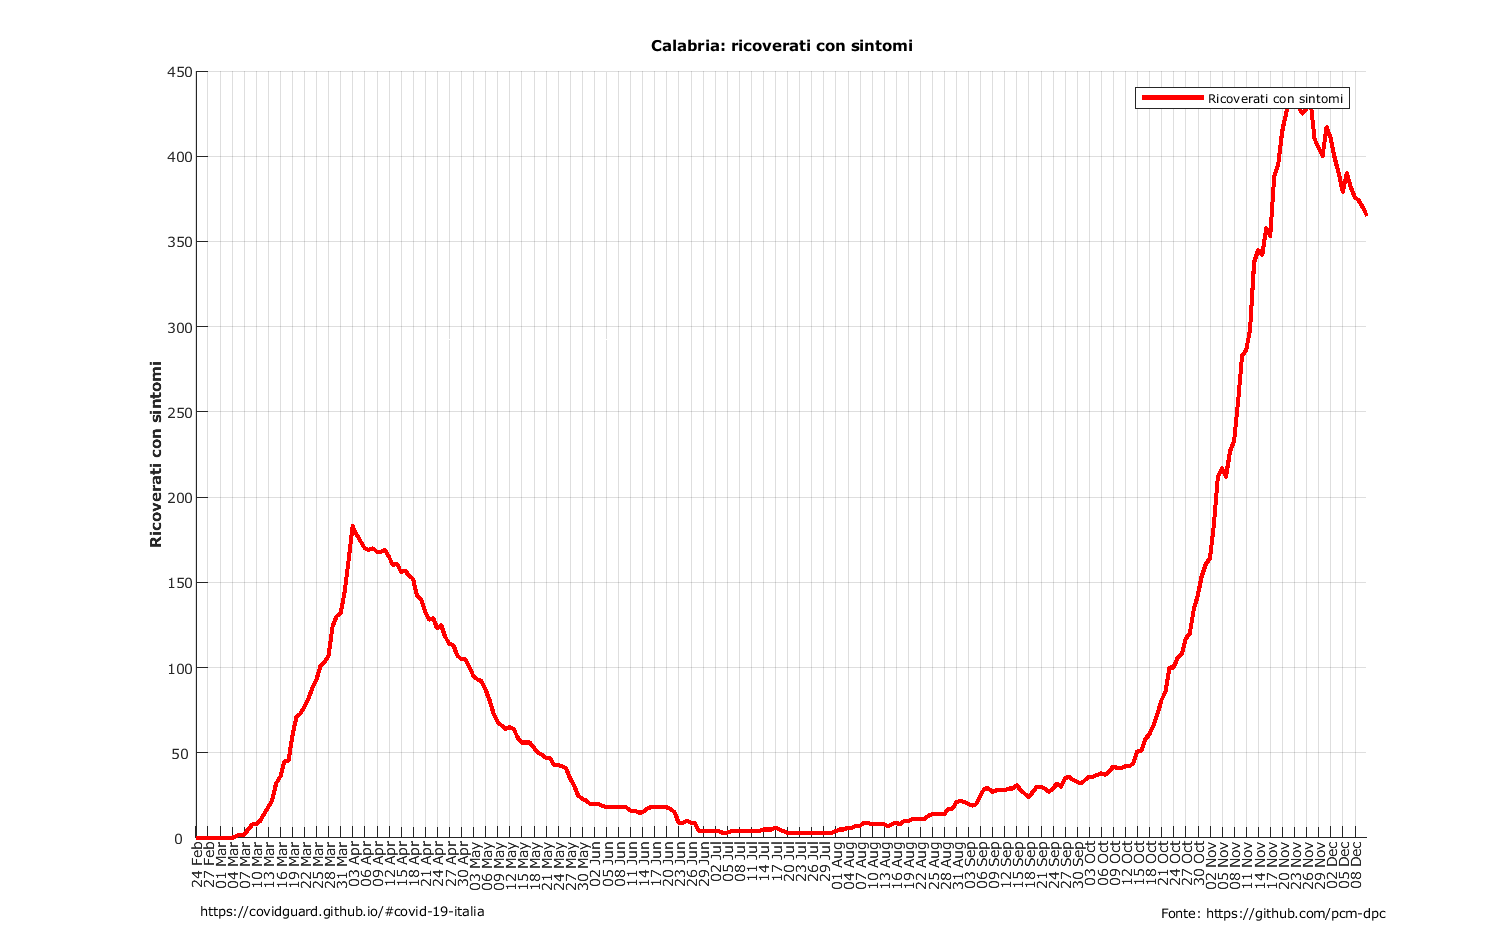 Calabria: ricoverati con sintomi
Ricoverati con sintomi
Ricoverati con sintomi
450
400
350
300
250
200
150
100
50
0
24 Feb
27 Feb
01 Mar
04 Mar
07 Mar
10 Mar
13 Mar
16 Mar
19 Mar
22 Mar
25 Mar
28 Mar
31 Mar
03 Apr
06 Apr
09 Apr
12 Apr
15 Apr
18 Apr
21 Apr
24 Apr
27 Apr
30 Apr
03 May
06 May
09 May
12 May
15 May
18 May
21 May
24 May
27 May
30 May
02 Jun
05 Jun
08 Jun
11 Jun
14 Jun
17 Jun
20 Jun
23 Jun
26 Jun
29 Jun
02 Jul
05 Jul
08 Jul
11 Jul
14 Jul
17 Jul
20 Jul
23 Jul
26 Jul
29 Jul
01 Aug
04 Aug
07 Aug
10 Aug
13 Aug
16 Aug
19 Aug
22 Aug
25 Aug
28 Aug
31 Aug
03 Sep
06 Sep
09 Sep
12 Sep
15 Sep
18 Sep
21 Sep
24 Sep
27 Sep
30 Sep
03 Oct
06 Oct
09 Oct
12 Oct
15 Oct
18 Oct
21 Oct
24 Oct
27 Oct
30 Oct
02 Nov
05 Nov
08 Nov
11 Nov
14 Nov
17 Nov
20 Nov
23 Nov
26 Nov
29 Nov
02 Dec
05 Dec
08 Dec
https://covidguard.github.io/#covid-19-italia
Fonte: https://github.com/pcm-dpc